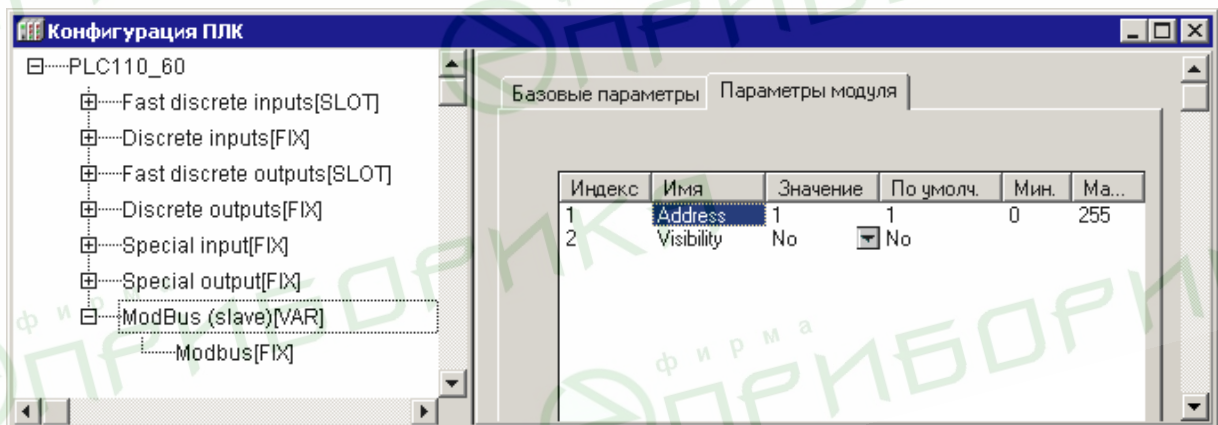 Конфигурация ПЛК
PLC110_60
Fast discrete inputs[SLOT]
Discrete inputs[FIX]
Fast discrete outputs[SLOT]
Discrete outputs[FIX]
Special input[FIX]
Special output[FIX]
ModBus (slave)[VAR]
Modbus[FIX]
Базовые параметры Параметры модуля
Индекс Имя Значение По умолч. Мин. Ма...
1 Address 1 1 0 255
2 Visibility No No
фирма
фирма